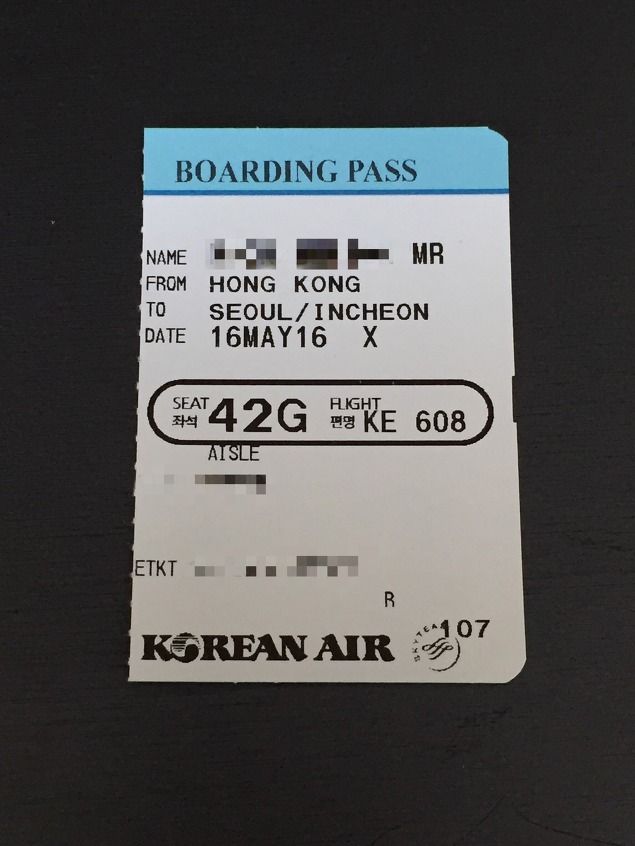 BOARDING PASS
NAME MR
FROM HONG KONG
TO SEOUL/INCHEON
DATE 16MAY16 X
SEAT 좌석 42G FLIGHT 편명 KE 608
AISLE
ETKT
R
KOREAN AIR SKYTEAM 107